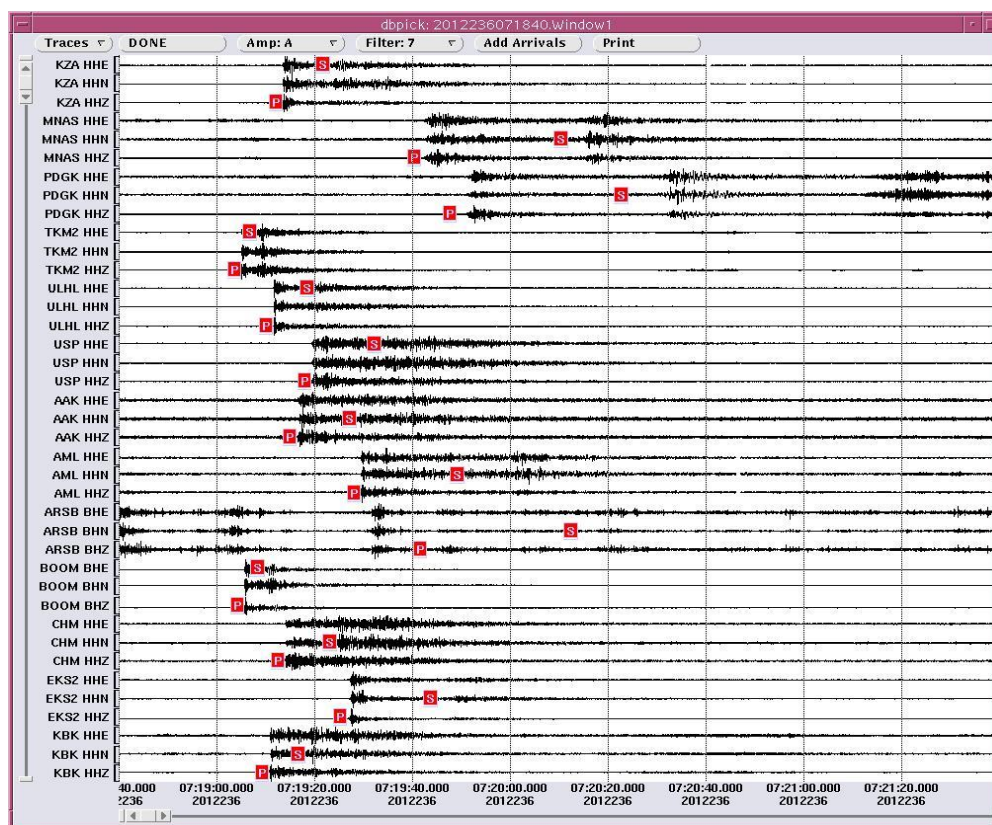 dbpick: 2012236071840.Window1
Traces DONE Amp: A Filter: 7 Add Arrivals Print
KZA HHE S
KZA HHN
KZA HHZ P
MNAS HHE
MNAS HHN S
MNAS HHZ P
PDGK HHE
PDGK HHN S
PDGK HHZ P
TKM2 HHE S
TKM2 HHN
TKM2 HHZ P
ULHL HHE S
ULHL HHN
ULHL HHZ P
USP HHE S
USP HHN
USP HHZ P
AAK HHE
AAK HHN S
AAK HHZ P
AML HHE
AML HHN S
AML HHZ P
ARSB BHE
ARSB BHN S
ARSB BHZ P
BOOM BHE S
BOOM BHN
BOOM BHZ P
CHM HHE
CHM HHN S
CHM HHZ P
EKS2 HHE
EKS2 HHN S
EKS2 HHZ P
KBK HHE
KBK HHN S
KBK HHZ P
40.000 07:19:00.000 07:19:20.000 07:19:40.000 07:20:00.000 07:20:20.000 07:20:40.000 07:21:00.000 07:21:20.000
2236 2012236 2012236 2012236 2012236 2012236 2012236 2012236 2012236